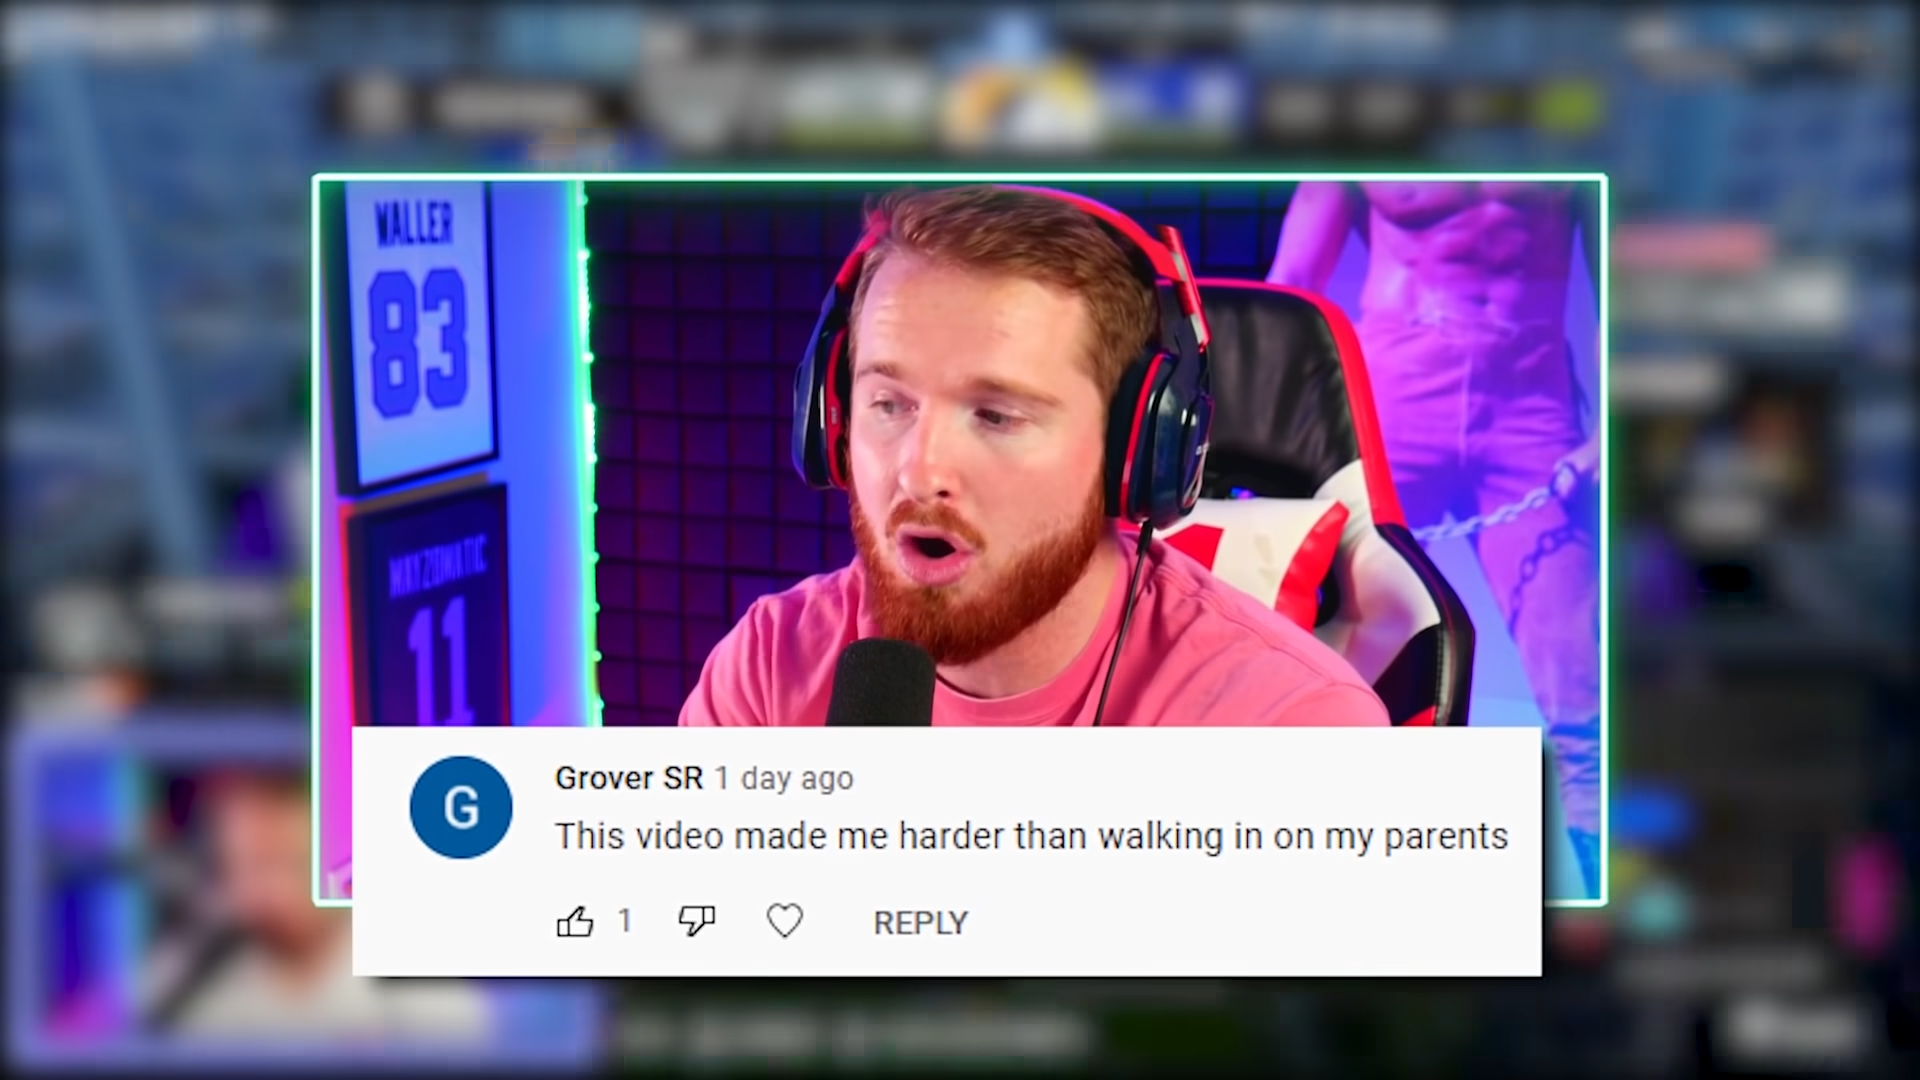 WALLER
83
MAYZOMATIC
11
G
Grover SR 1 day ago
This video made me harder than walking in on my parents
1
REPLY